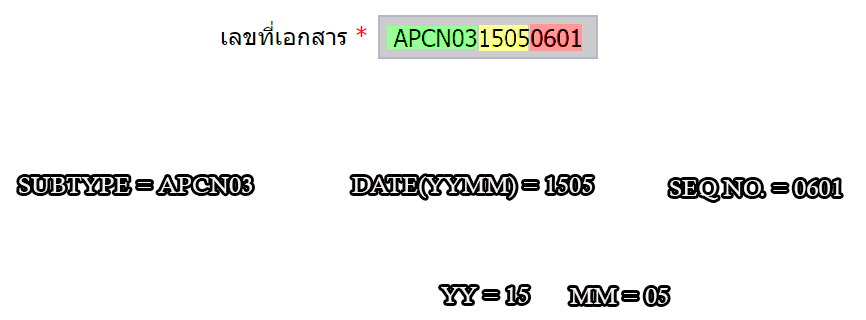 เลขที่เอกสาร * APCN0315050601
SUBTYPE = APCN03 DATE(YYMM) = 1505 SEQ NO. = 0601
YY = 15 MM = 05